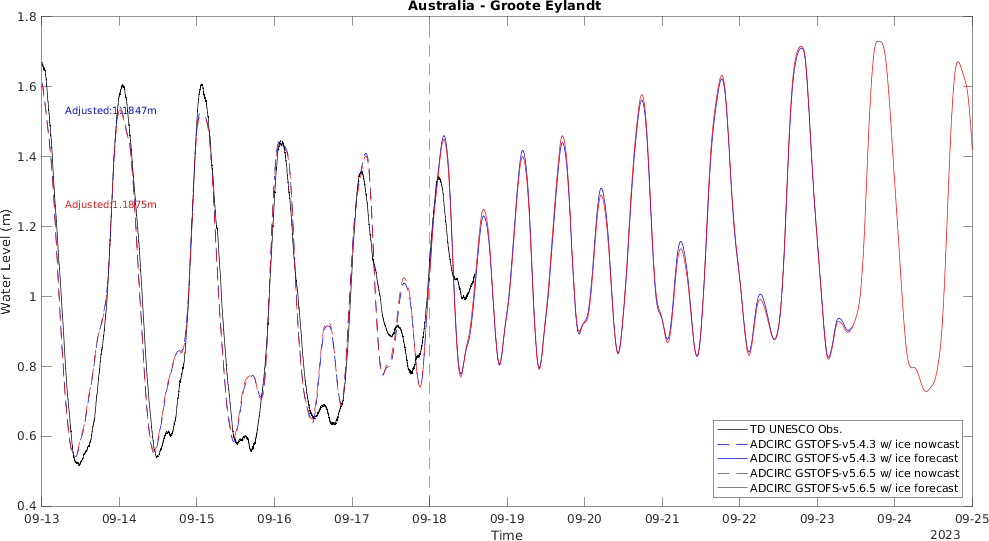 Australia - Groote Eylandt
1.8
1.6
1.4
1.2
1
0.8
0.6
0.4
Water Level (m)
Adjusted:1.1847m
Adjusted:1.1875m
TD UNESCO Obs.
ADCIRC GSTOFS-v5.4.3 w/ ice nowcast
ADCIRC GSTOFS-v5.4.3 w/ ice forecast
ADCIRC GSTOFS-v5.6.5 w/ ice nowcast
ADCIRC GSTOFS-v5.6.5 w/ ice forecast
09-13 09-14 09-15 09-16 09-17 09-18 09-19 09-20 09-21 09-22 09-23 09-24 09-25
Time
2023